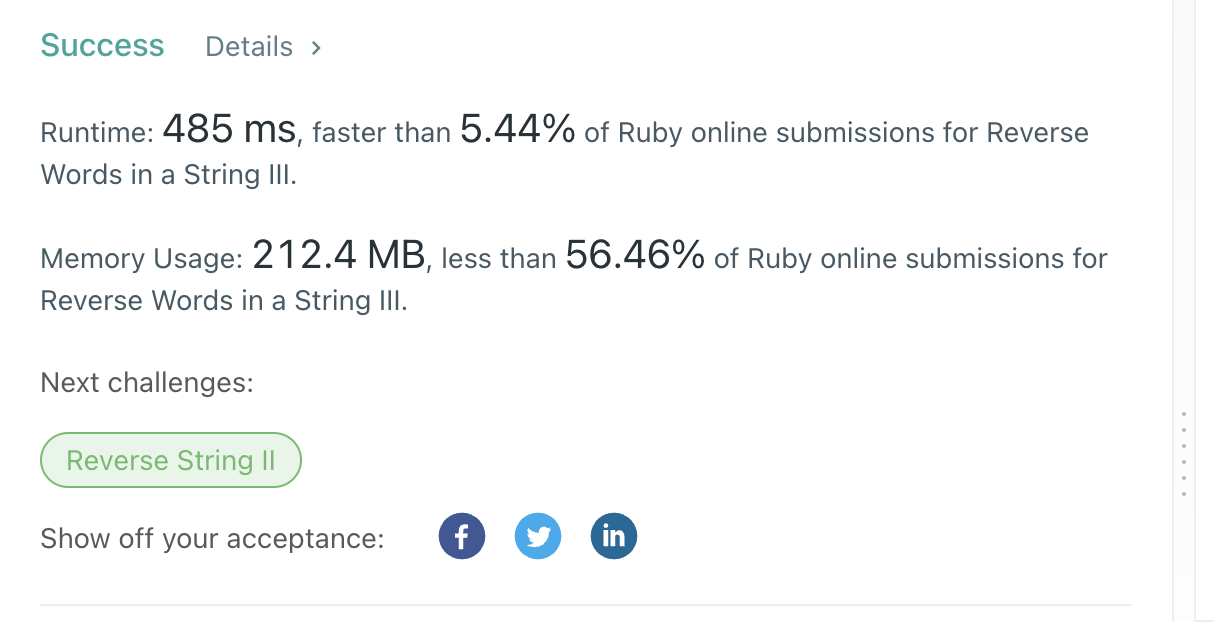 Success Details >
Runtime: 485 ms, faster than 5.44% of Ruby online submissions for Reverse
Words in a String III.
Memory Usage: 212.4 MB, less than 56.46% of Ruby online submissions for
Reverse Words in a String III.
Next challenges:
Reverse String II
Show off your acceptance: f in